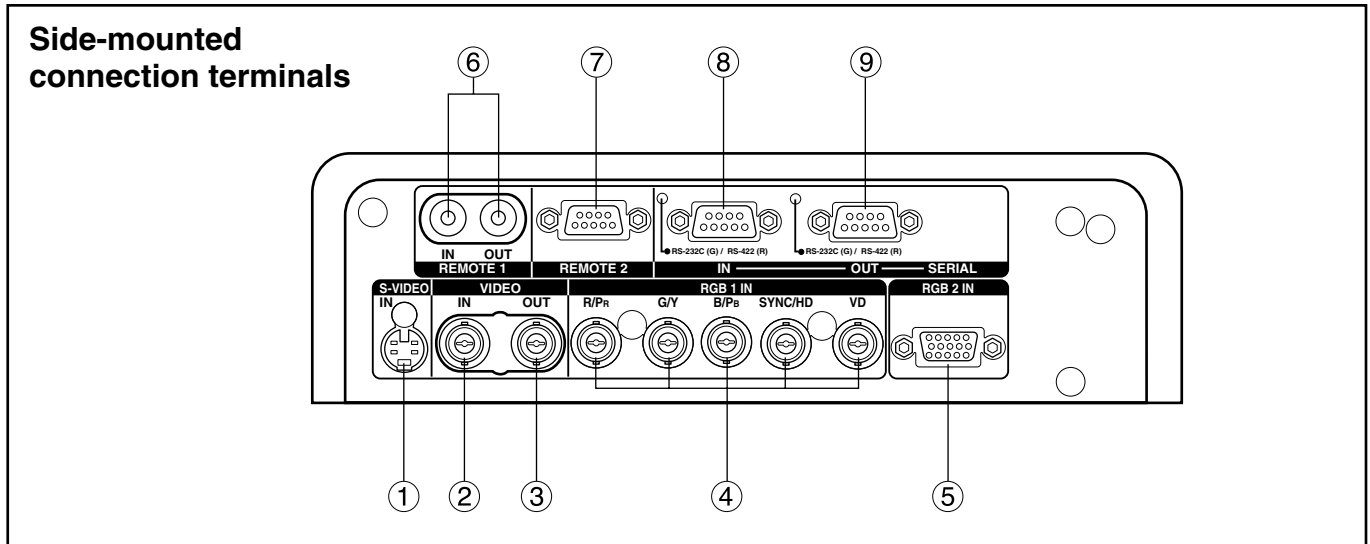 Side-mounted
connection terminals
⑥ ⑦ ⑧ ⑨
RS-232C (G) / RS-422 (R) RS-232C (G) / RS-422 (R)
IN OUT
REMOTE 1 REMOTE 2 IN OUT SERIAL
S-VIDEO VIDEO RGB 1 IN RGB 2 IN
IN IN OUT R/PR G/Y B/PB SYNC/HD VD
① ② ③ ④ ⑤